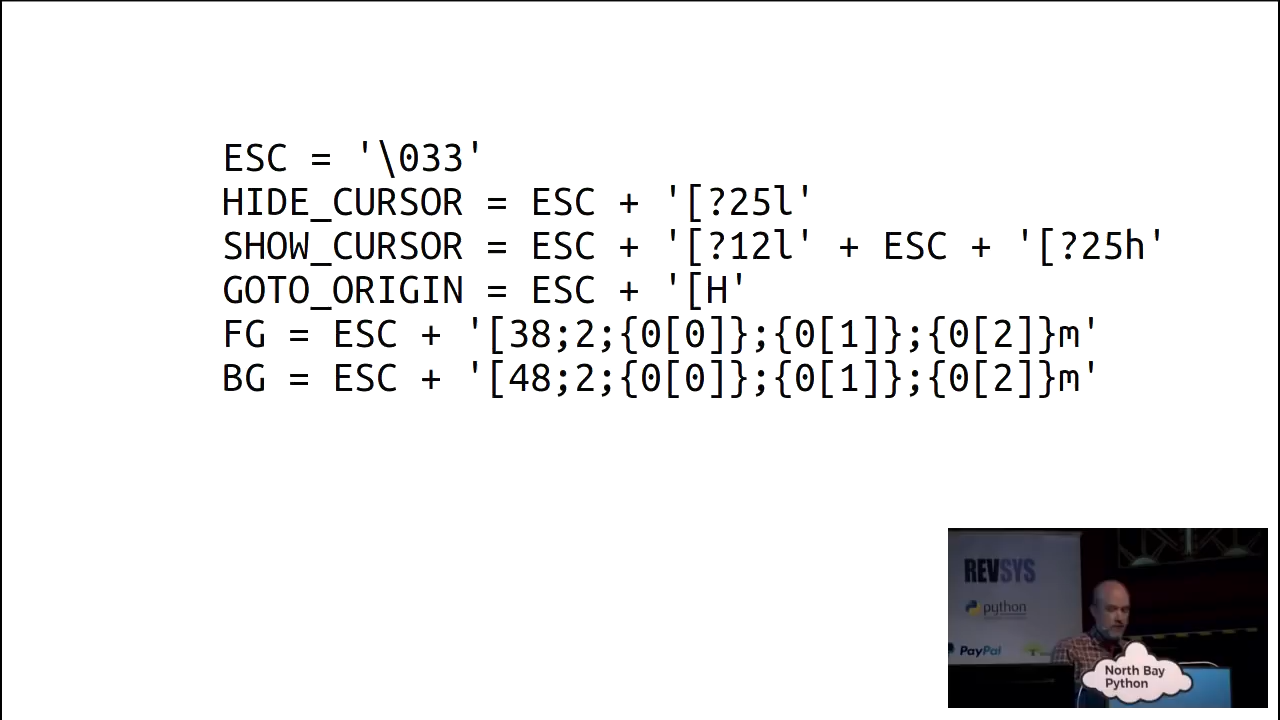 ESC = '\033'
HIDE_CURSOR = ESC + '[?25l'
SHOW_CURSOR = ESC + '[?12l' + ESC + '[?25h'
GOTO_ORIGIN = ESC + '[H'
FG = ESC + '[38;2;{0[0]};{0[1]};{0[2]}m'
BG = ESC + '[48;2;{0[0]};{0[1]};{0[2]}m'
REVSYS
python
PayPal
North Bay
Python